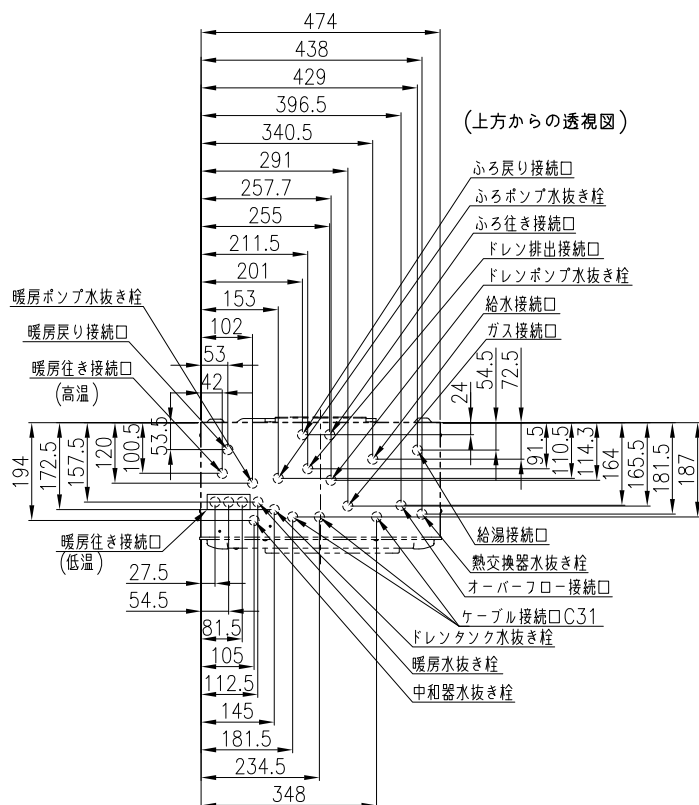 474
438
429
396.5
(上方からの透視図)
340.5
291
257.7
255
211.5
201
153
102
53
42
ふろ戻り接続口
ふろポンプ水抜き栓
ふろ往き接続口
ドレン排出接続口
ドレンポンプ水抜き栓
給水接続口
ガス接続口
暖房ポンプ水抜き栓
暖房戻り接続口
暖房往き接続口
(高温)
194
172.5
157.5
120
100.5
53.5
24
54.5
72.5
91.5
110.5
114.3
164
165.5
181.5
187
暖房往き接続口
(低温)
給湯接続口
熱交換器水抜き栓
オーバーフロー接続口
ケーブル接続口C31
ドレンタンク水抜き栓
暖房水抜き栓
中和器水抜き栓
27.5
54.5
81.5
105
112.5
145
181.5
234.5
348